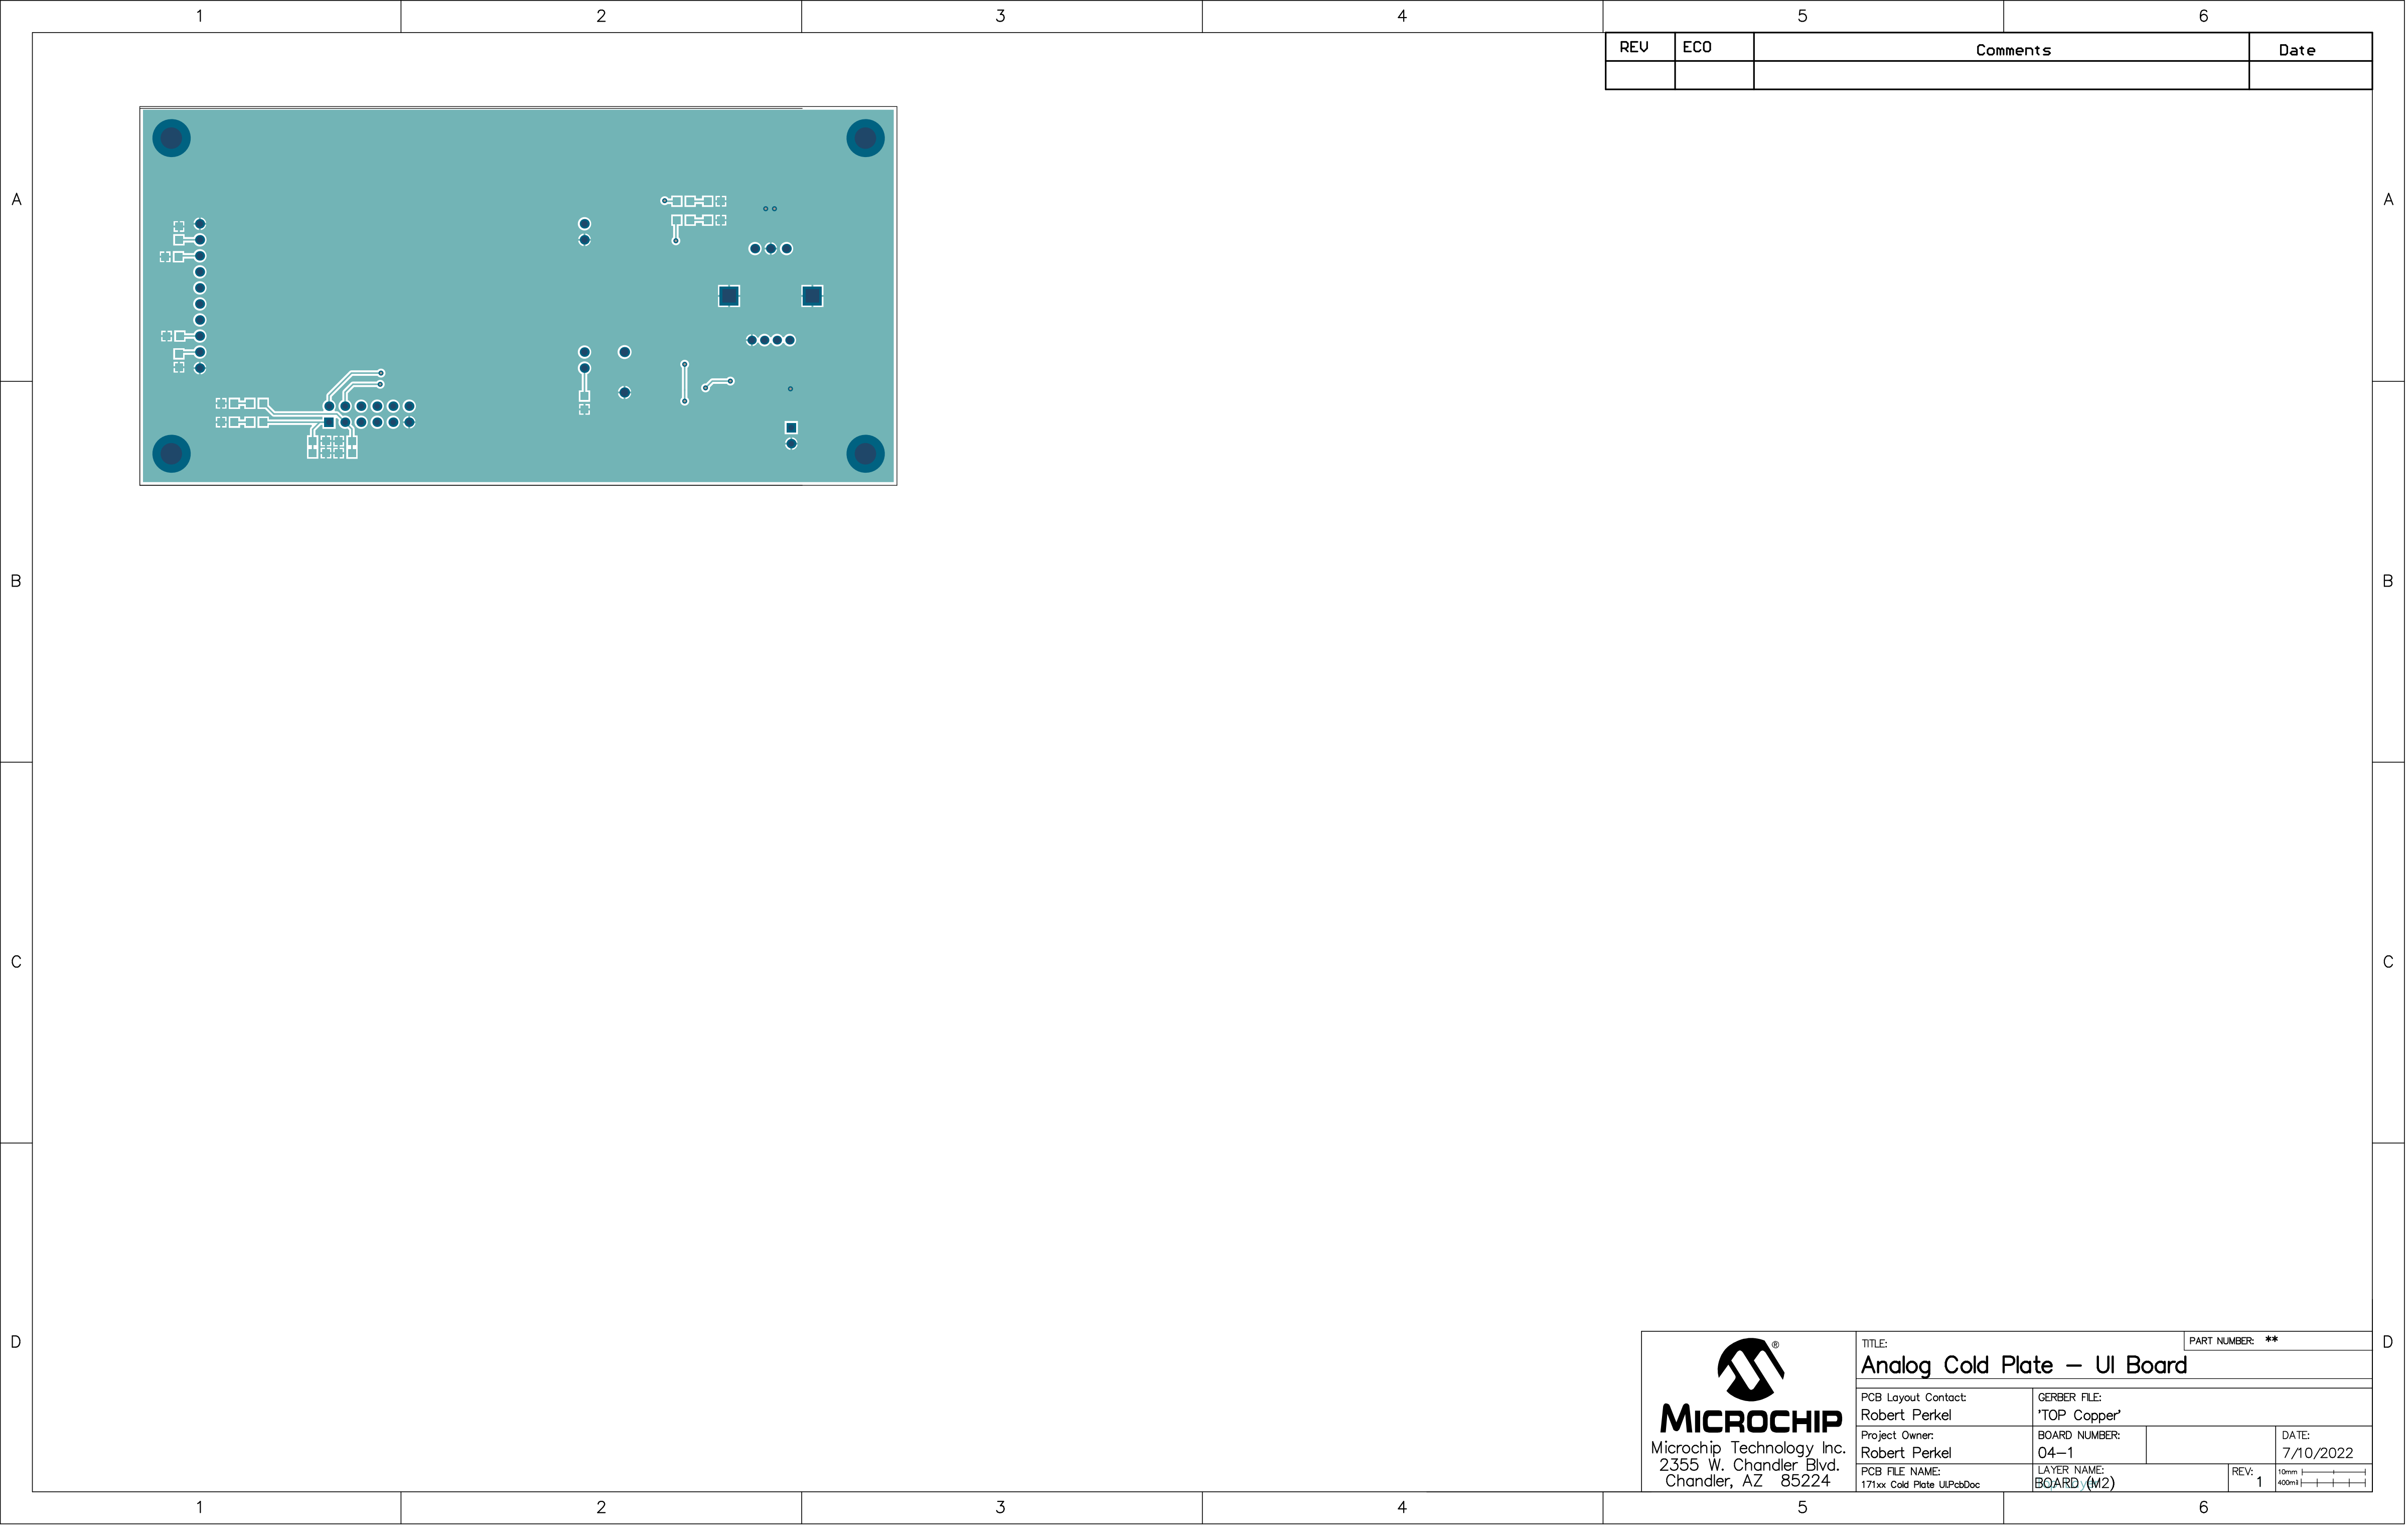 1 2 3 4 5 6
REV ECO Comments Date
A A
B B
C C
D D
®
MICROCHIP
Microchip Technology Inc.
2355 W. Chandler Blvd.
Chandler, AZ 85224
TITLE:
PART NUMBER: **
Analog Cold Plate - UI Board
PCB Layout Contact:
Robert Perkel
GERBER FILE:
'TOP Copper'
Project Owner:
Robert Perkel
BOARD NUMBER:
04-1
DATE:
7/10/2022
PCB FILE NAME:
171xx Cold Plate UI.PcbDoc
LAYER NAME:
BOARD (M2)
REV:
1
10mm
400mil
1 2 3 4 5 6